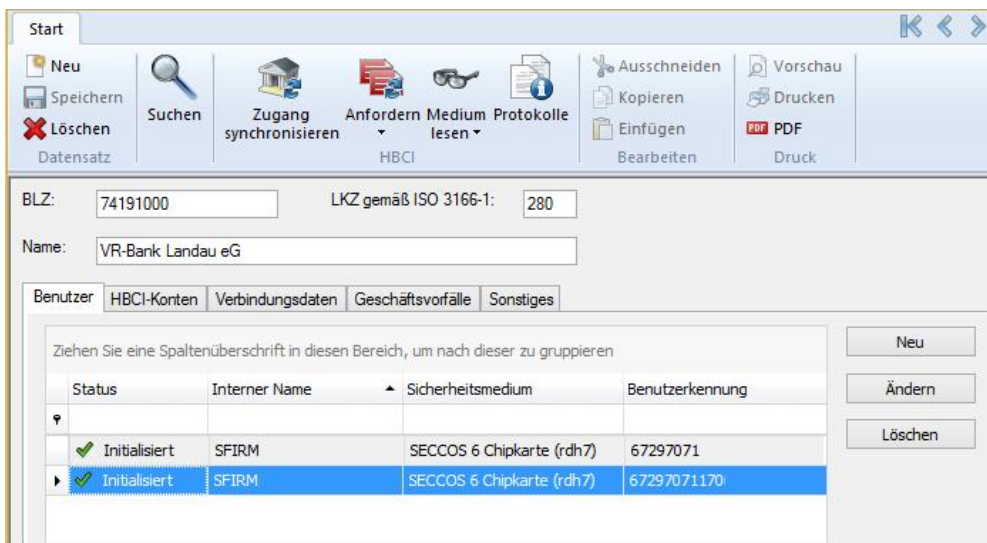 Start
Neu
Speichern
Löschen
Datensatz
Suchen
Zugang synchronisieren
Anfordern
Medium lesen
Protokolle
HBCI
Ausschneiden
Kopieren
Einfügen
Bearbeiten
Vorschau
Drucken
PDF PDF
Druck
BLZ: 74191000 LKZ gemäß ISO 3166-1: 280
Name: VR-Bank Landau eG
Benutzer HBCI-Konten Verbindungsdaten Geschäftsvorfälle Sonstiges
Ziehen Sie eine Spaltenüberschrift in diesen Bereich, um nach dieser zu gruppieren
Status Interner Name Sicherheitsmedium Benutzerkennung
Initialisiert SFIRM SECCOS 6 Chipkarte (rdh7) 67297071
Initialisiert SFIRM SECCOS 6 Chipkarte (rdh7) 67297071170
Neu
Ändern
Löschen